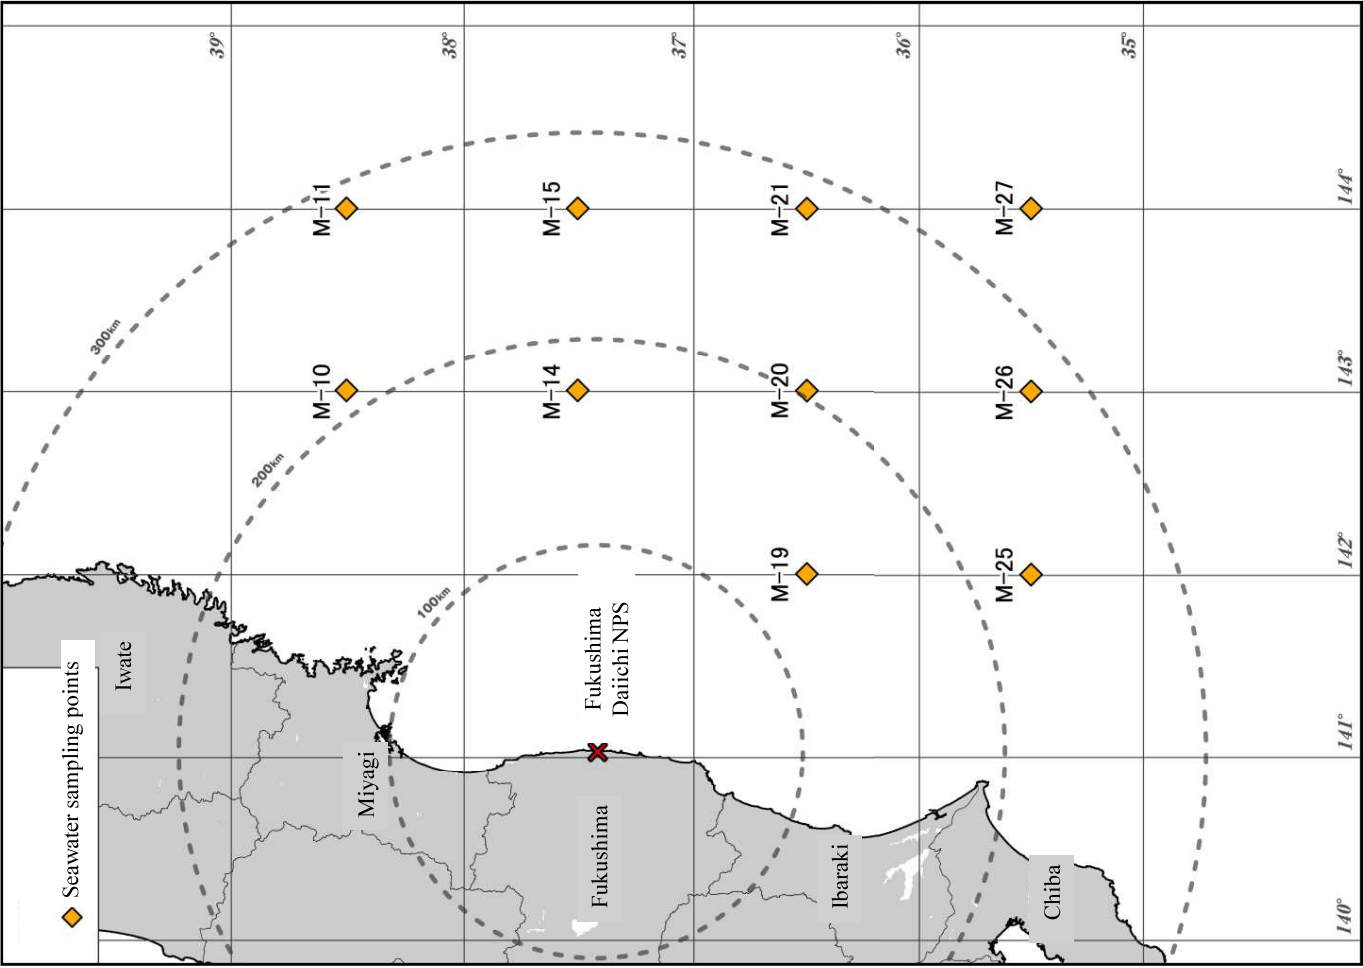 Seawater sampling points
39°
38°
37°
36°
35°
144°
143°
142°
141°
140°
300km
200km
100km
M-11
M-15
M-21
M-27
M-10
M-14
M-20
M-26
M-19
M-25
Iwate
Miyagi
Fukushima
Daiichi NPS
Fukushima
Ibaraki
Chiba